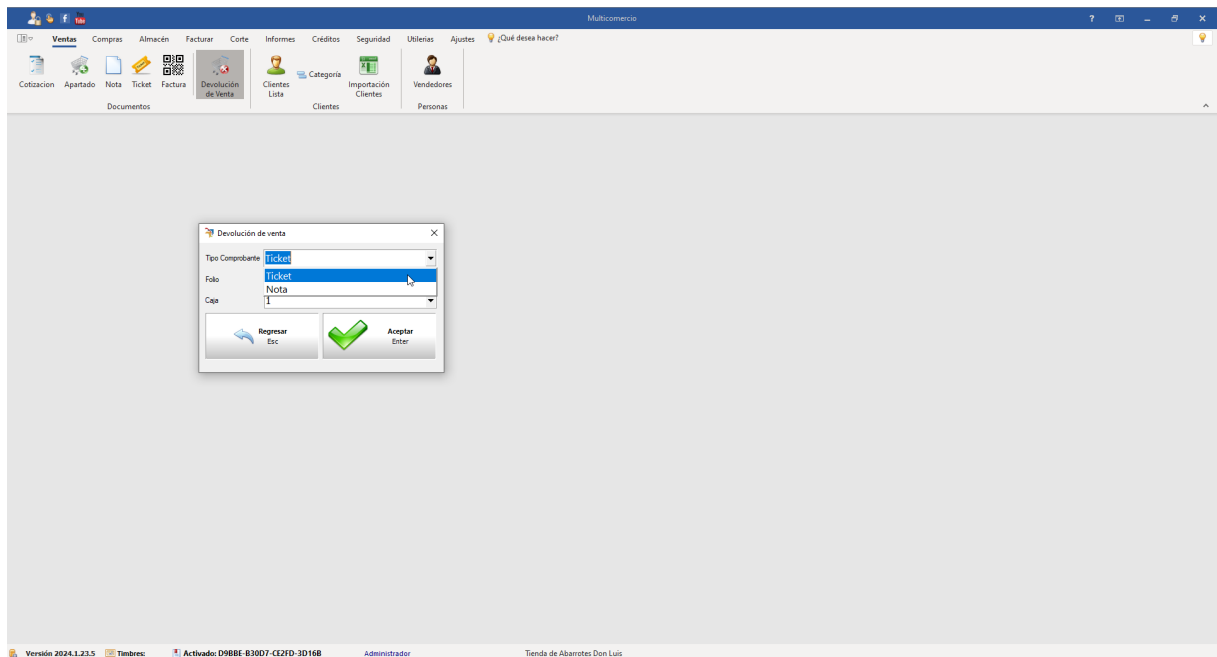 Multicomercio
Ventas Compras Almacén Facturar Corte Informes Créditos Seguridad Utilerias Ajustes ¿Qué desea hacer?
Cotizacion Apartado Nota Ticket Factura Devolución de Venta
Clientes Lista Categoría Importación Clientes Vendedores
Documentos Clientes Personas
Devolución de venta
Tipo Comprobante Ticket
Ticket
Folio
Nota
Caja 1
Regresar Aceptar
Esc Enter
Versión 2024.1.23.5 Timbres: Activado: D9BBE-B30D7-CE2FD-3D16B Administrador Tienda de Abarrotes Don Luis